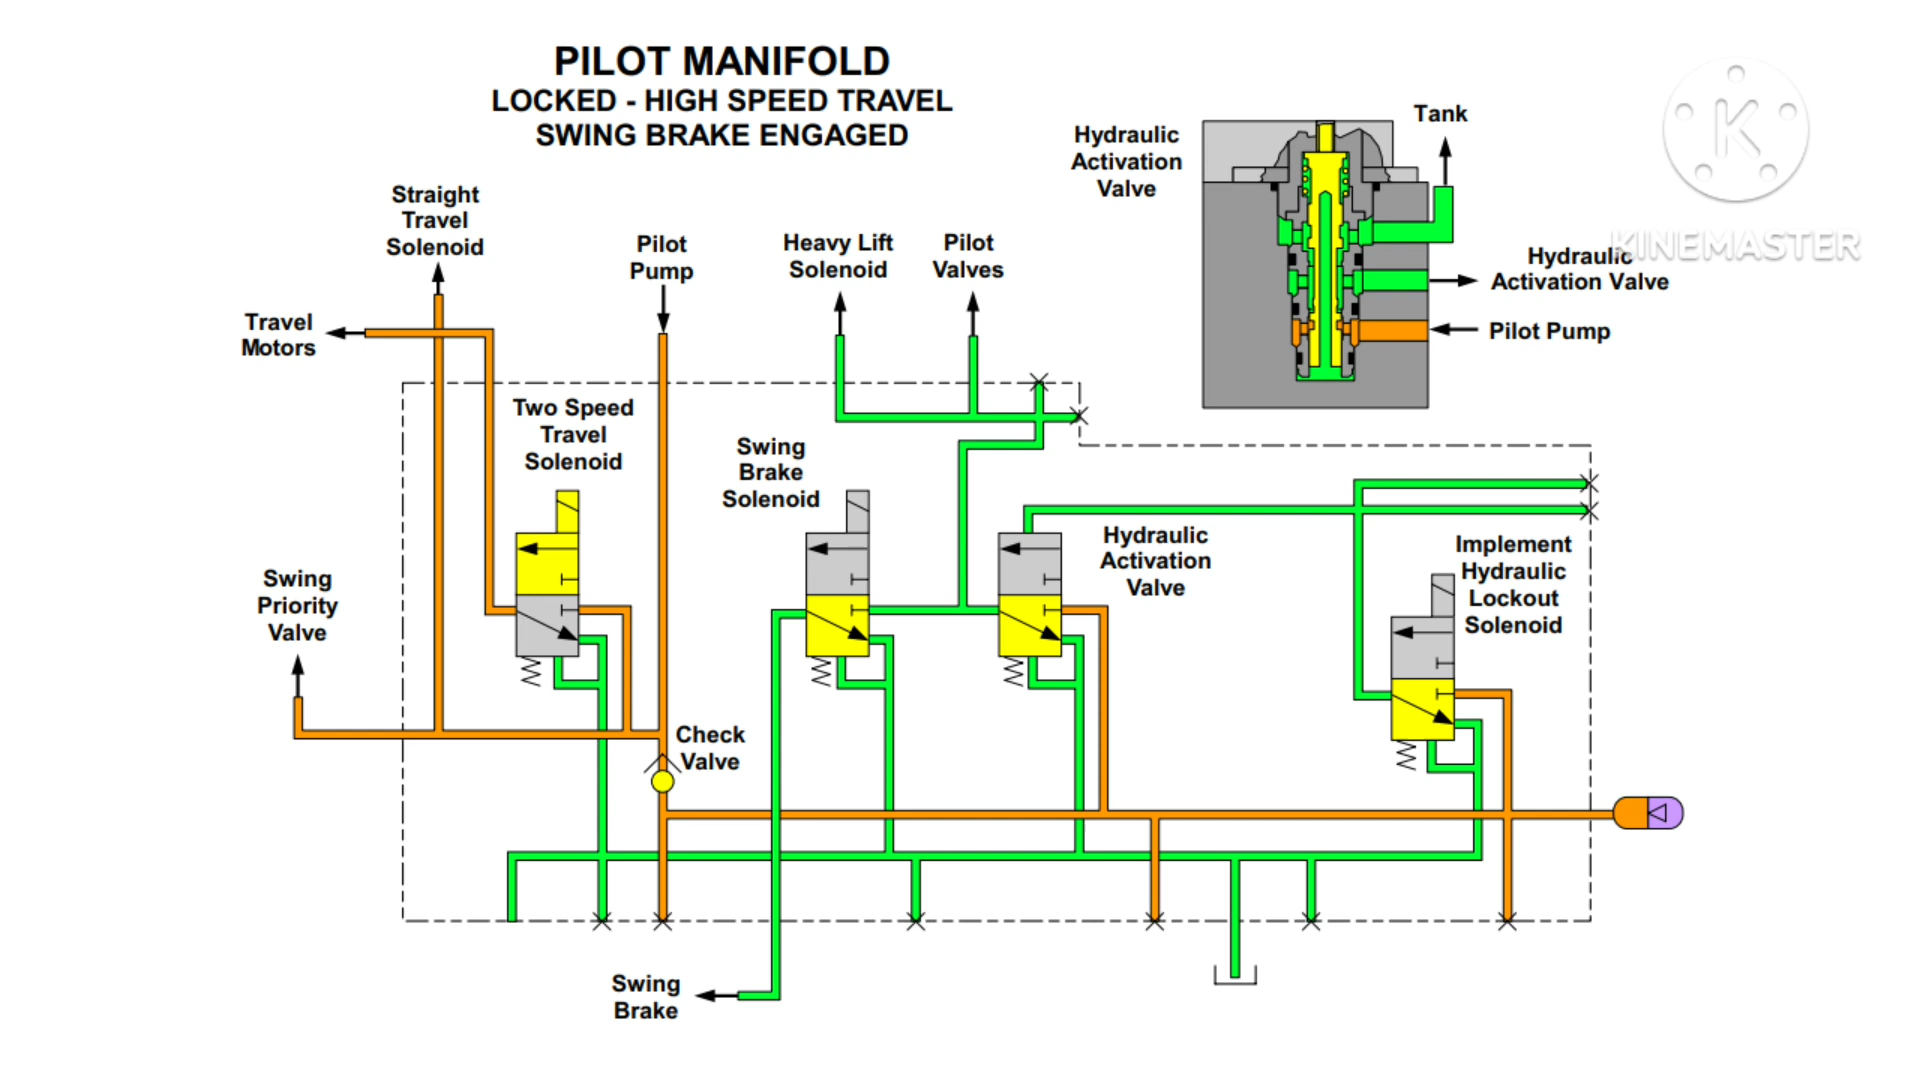 PILOT MANIFOLD
LOCKED - HIGH SPEED TRAVEL
SWING BRAKE ENGAGED
Straight
Travel
Solenoid
Pilot
Pump
Heavy Lift
Solenoid
Pilot
Valves
Hydraulic
Activation
Valve
Tank
K
KINEMASTER
Hydraulic
Activation Valve
Pilot Pump
Travel
Motors
Two Speed
Travel
Solenoid
Swing
Brake
Solenoid
Hydraulic
Activation
Valve
Implement
Hydraulic
Lockout
Solenoid
Swing
Priority
Valve
Check
Valve
Swing
Brake